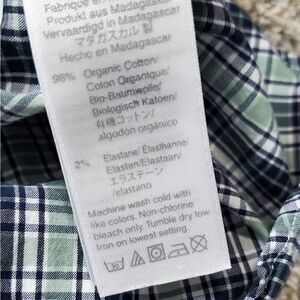 Fabriqué en Madagascar
Produkt aus Madagascar
Vervaardigd in Madagascar
マダガスカル製
Hecho en Madagascar
98% Organic Cotton/
Coton Organique/
Bio-Baumwolle/
Biologisch Katoen/
有機コットン/
algodón orgánico
2% Elastane/Élasthanne/
Elastan/Elastaan/
エラステーン/
/elastano
Machine wash cold with
like colors. Non-chlorine
bleach only. Tumble dry low.
Iron on lowest setting.